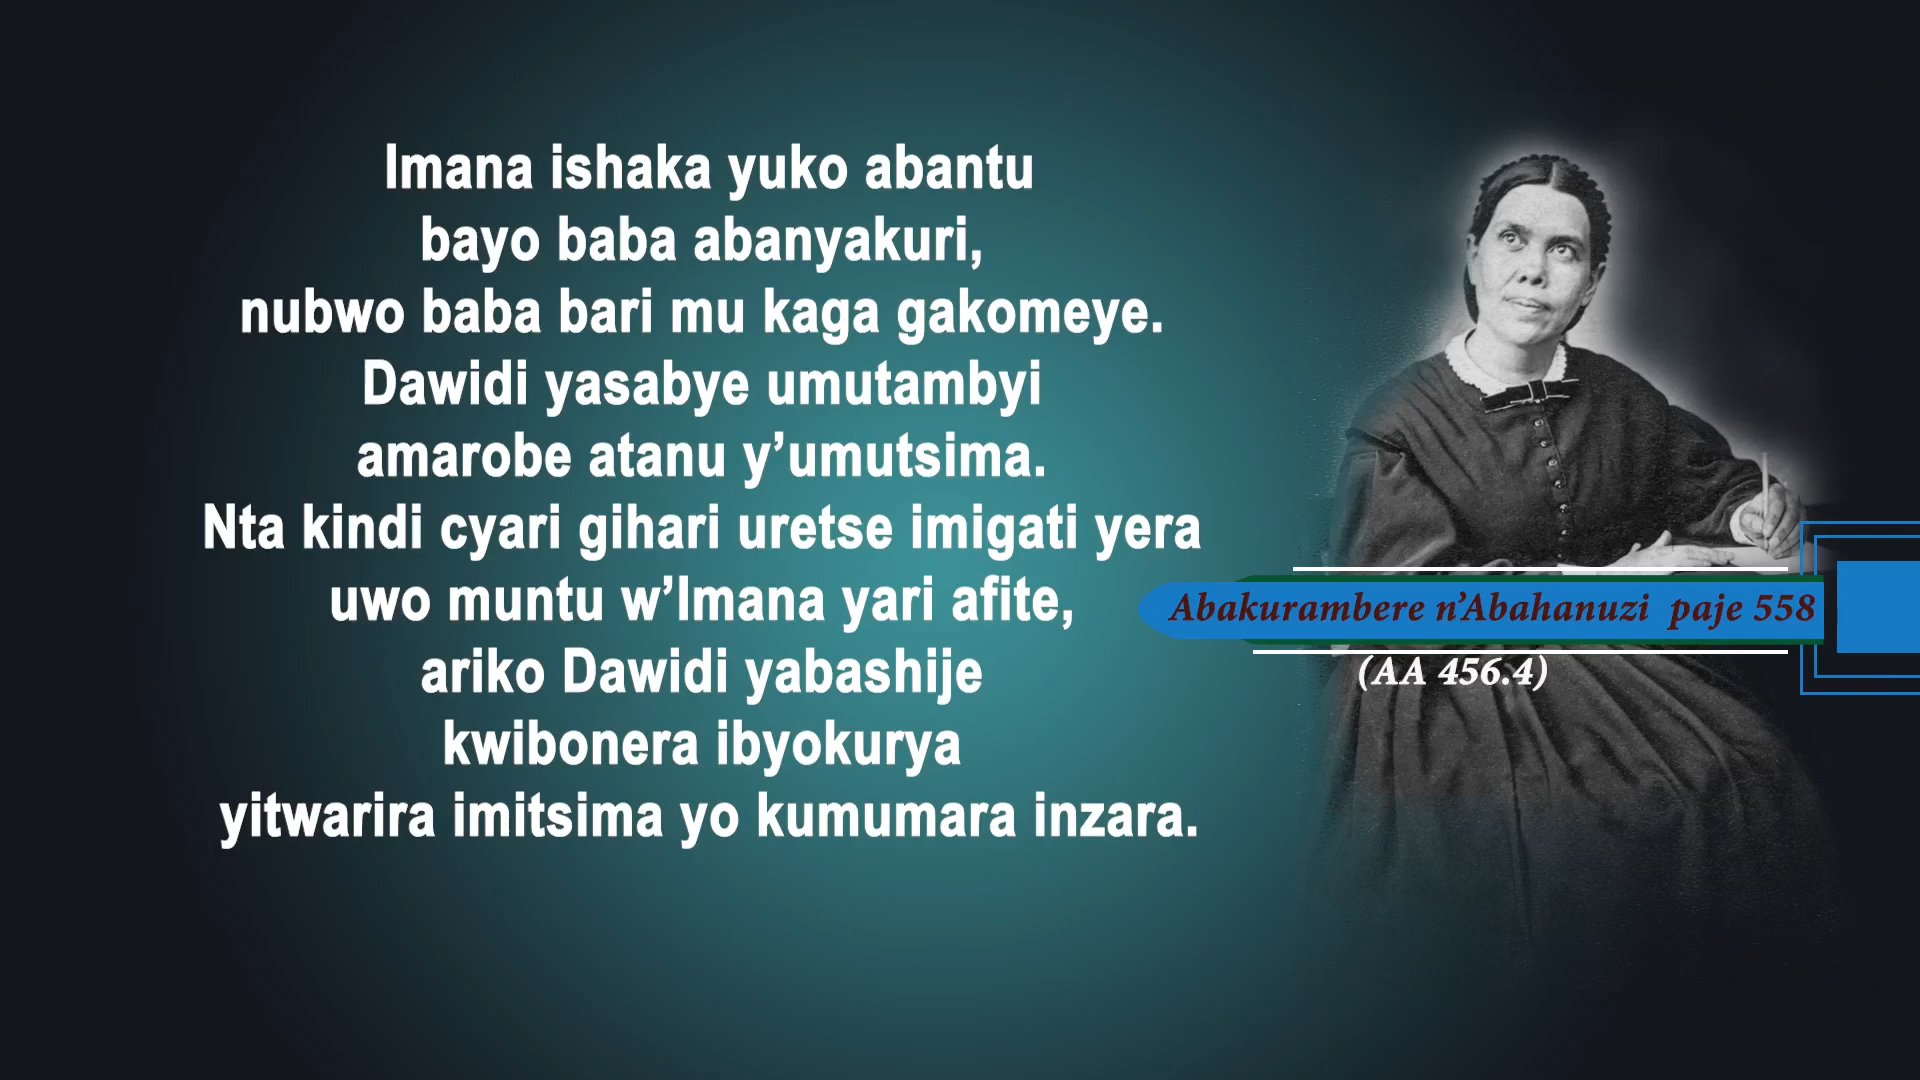 Imana ishaka yuko abantu
bayo baba abanyakuri,
nubwo baba bari mu kaga gakomeye.
Dawidi yasabye umutambyi
amarobe atanu y’umutsima.
Nta kindi cyari gihari uretse imigati yera
uwo muntu w’Imana yari afite,
ariko Dawidi yabashije
kwibonera ibyokurya
yitwarira imitsima yo kumumara inzara.
Abakurambere n’Abahanuzi paje 558
(AA 456.4)